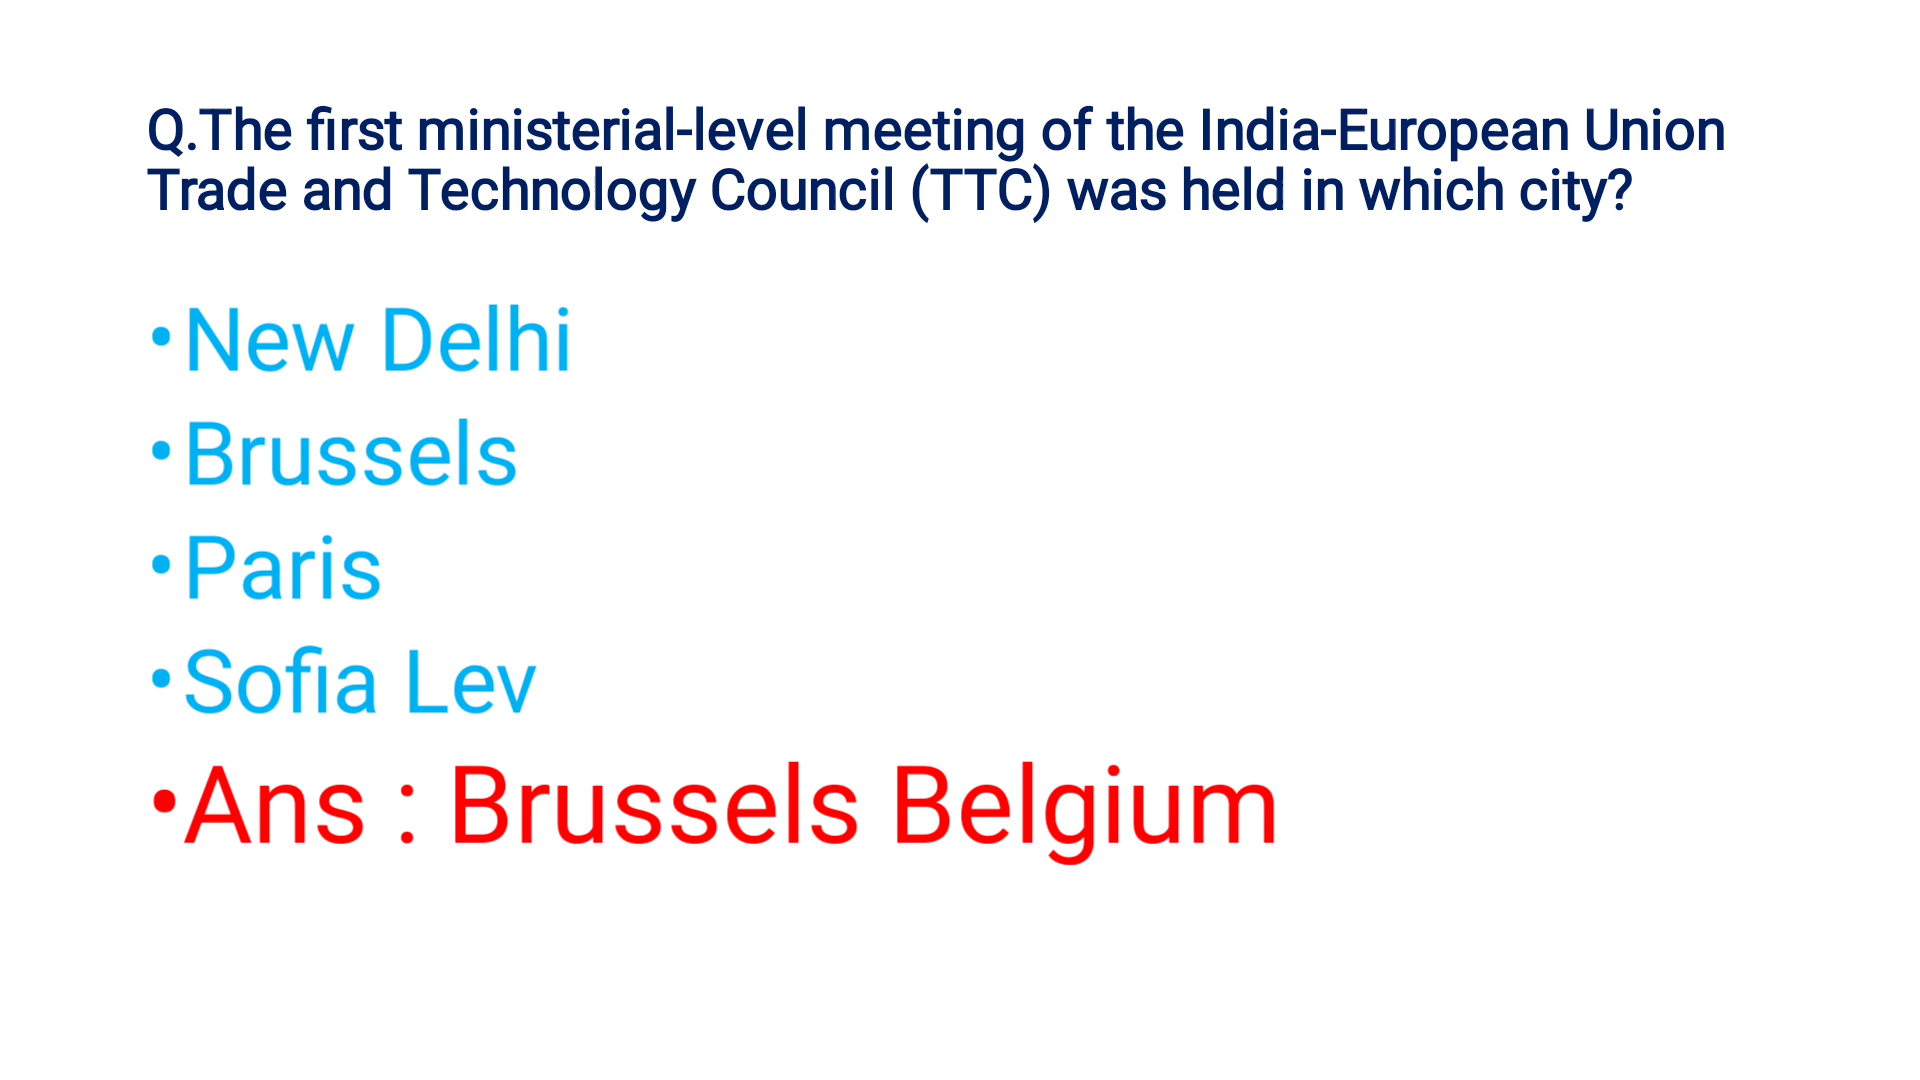 Q.The first ministerial-level meeting of the India-European Union
Trade and Technology Council (TTC) was held in which city?
•New Delhi
•Brussels
•Paris
•Sofia Lev
•Ans : Brussels Belgium